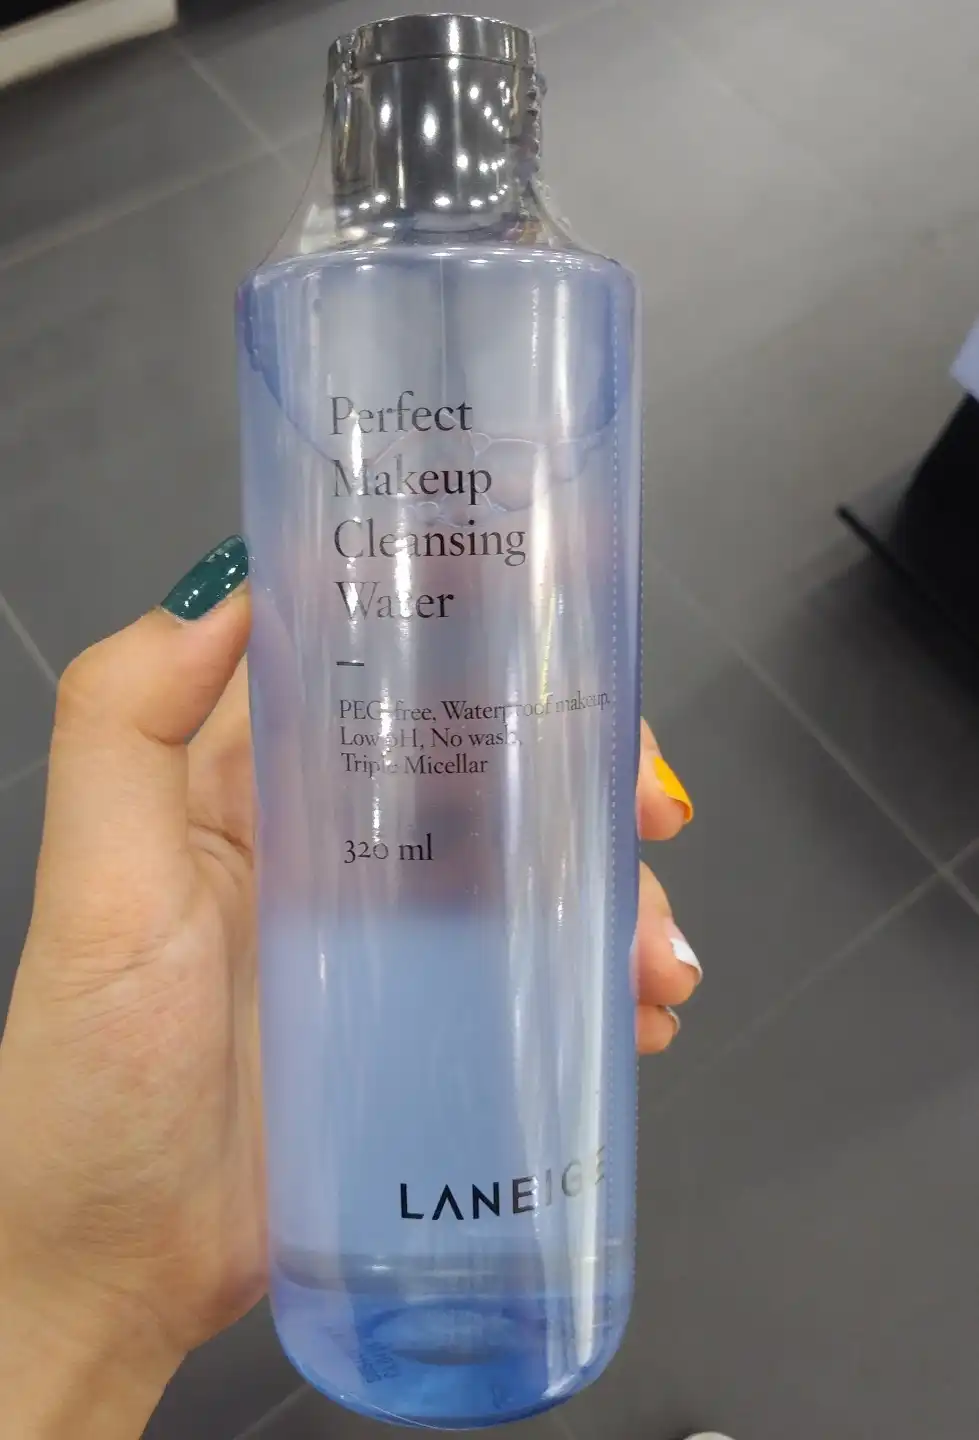 Perfect
Makeup
Cleansing
Water
PEG-free, Waterproof makeup,
Low pH, No wash,
Triple Micellar
320 ml
LANEIGE